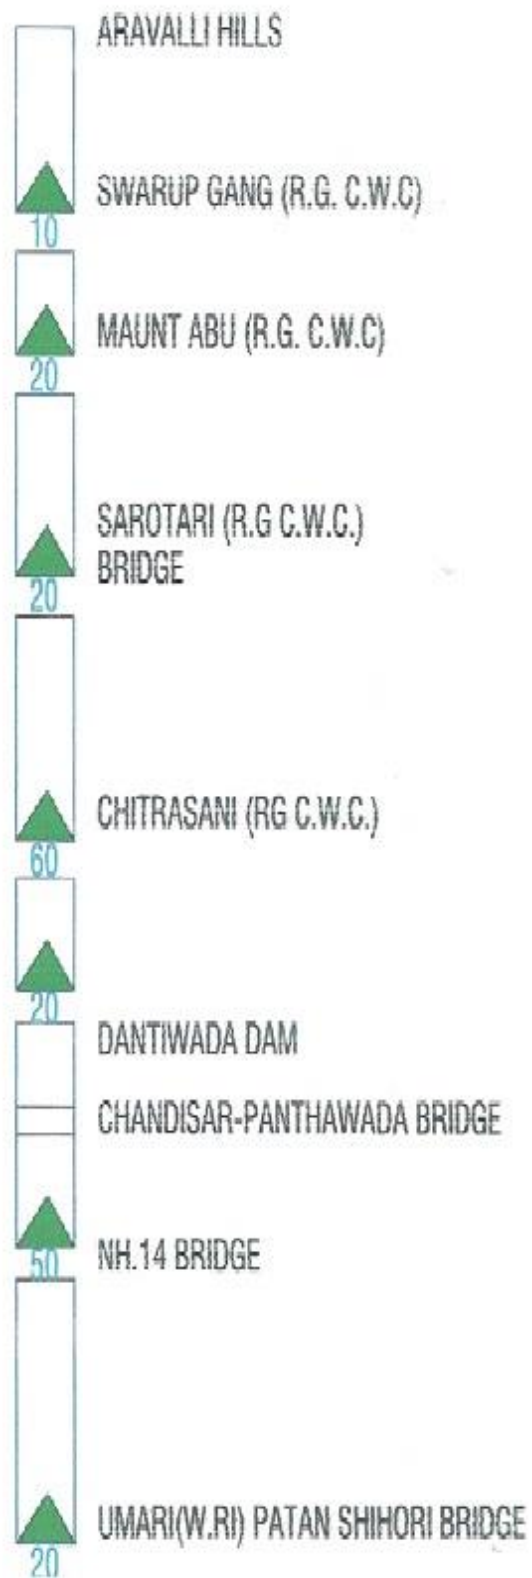 ARAVALLI HILLS
SWARUP GANG (R.G. C.W.C)
10
MAUNT ABU (R.G. C.W.C)
20
SAROTARI (R.G C.W.C.)
BRIDGE
20
CHITRASANI (RG C.W.C.)
60
20
DANTIWADA DAM
CHANDISAR-PANTHAWADA BRIDGE
NH.14 BRIDGE
50
UMARI(W.RI) PATAN SHIHORI BRIDGE
20